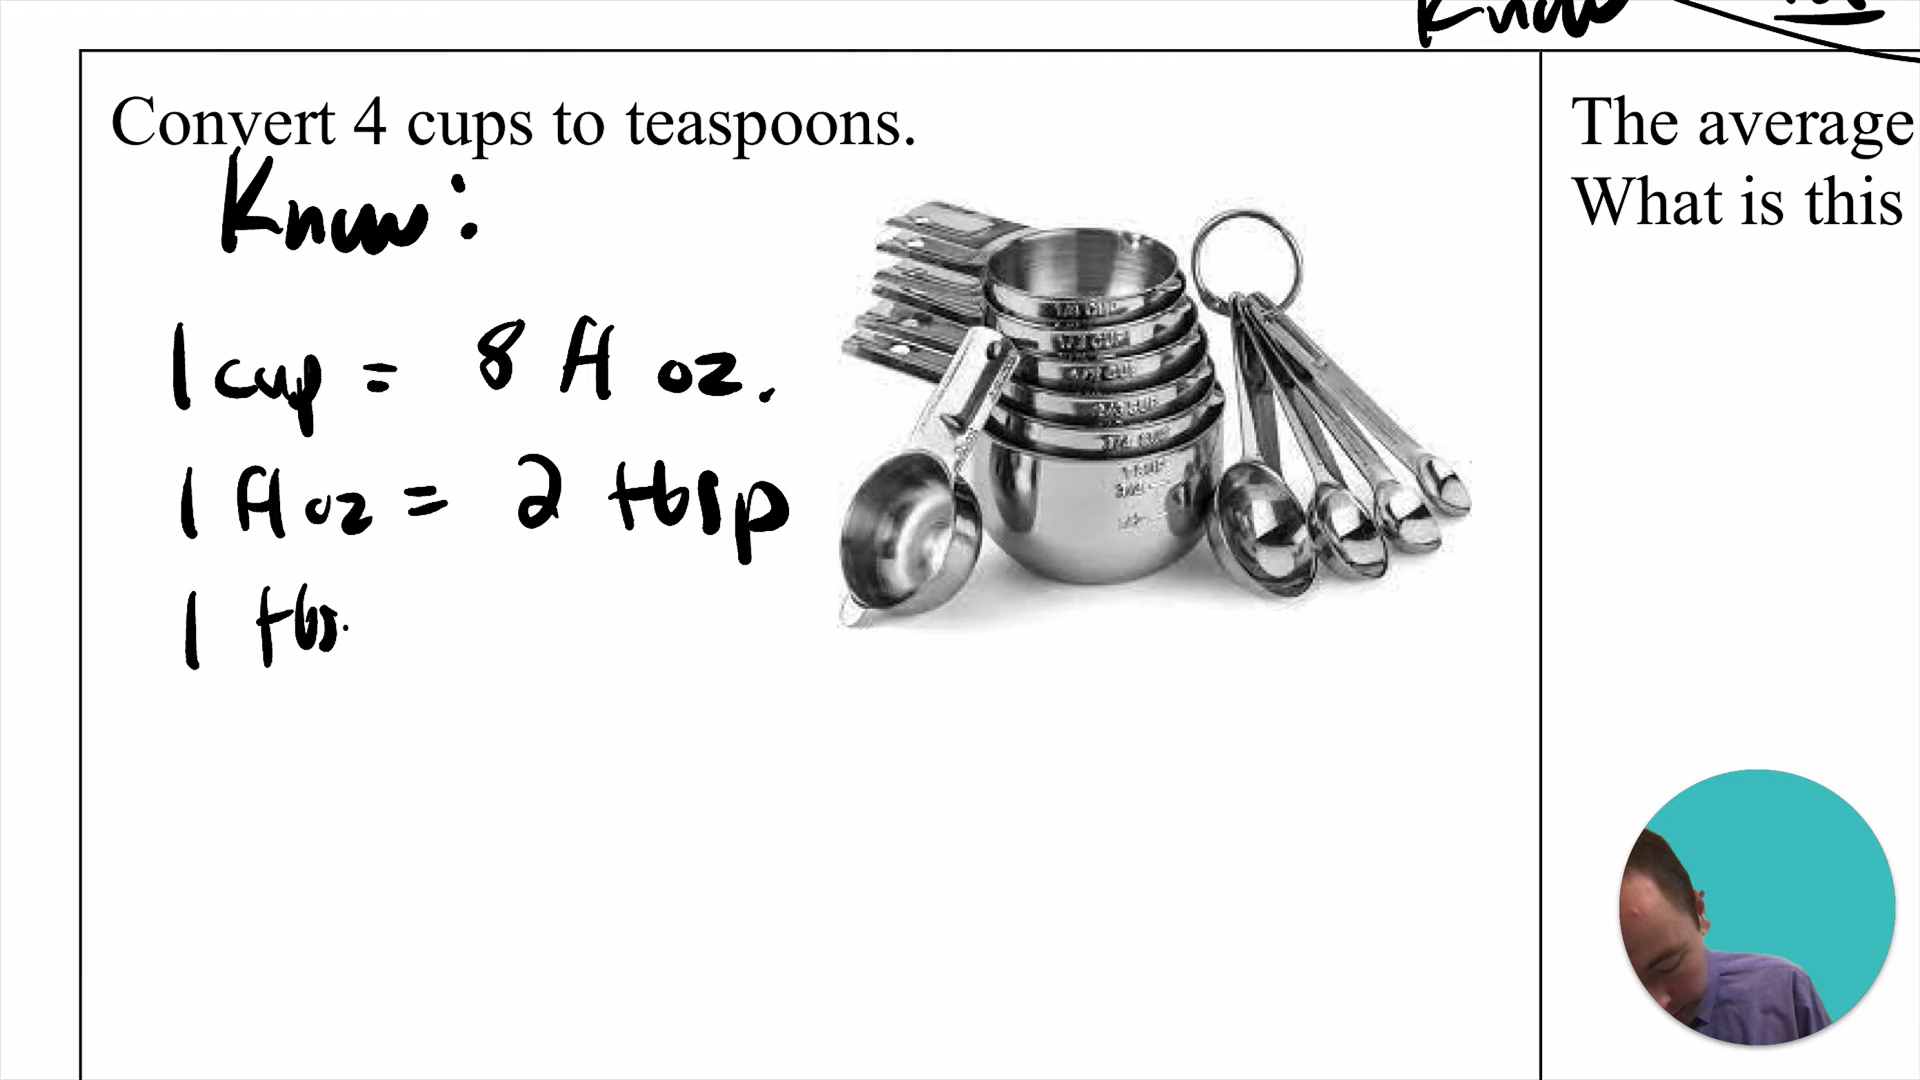 Know
Convert 4 cups to teaspoons.
Know:
1 cup = 8 fl oz.
1 fl oz = 2 tbsp
1 tbs
The average
What is this